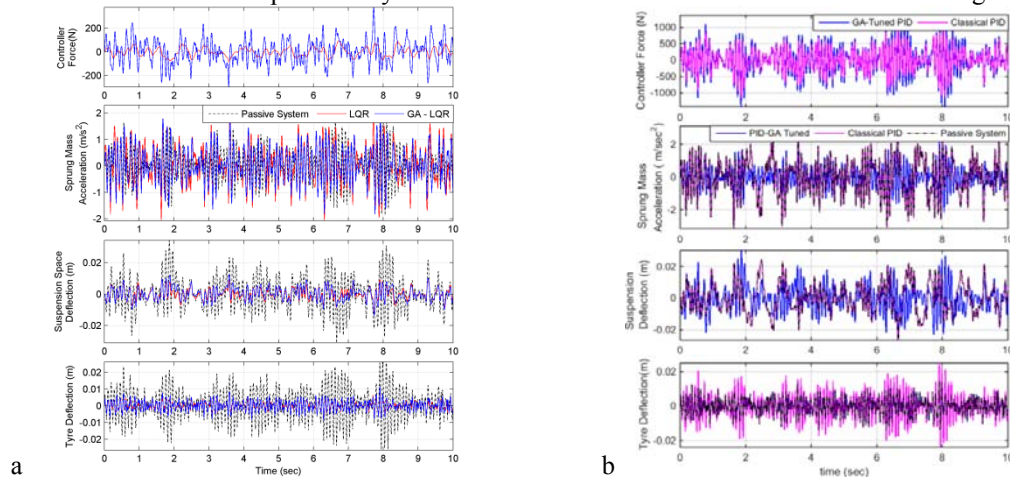 Controller
Force(N)
200
0
-200
0 1 2 3 4 5 6 7 8 9 10
Passive System LQR GA - LQR
Sprung Mass
Acceleration (m/s²)
2
1
0
-1
-2
0 1 2 3 4 5 6 7 8 9 10
Suspension Space
Deflection (m)
0.02
0
-0.02
0 1 2 3 4 5 6 7 8 9 10
Tyre Deflection (m)
0.02
0.01
0
-0.01
-0.02
0 1 2 3 4 5 6 7 8 9 10
Time (sec)
a
GA-Tuned PID Classical PID
Controller Force(N)
1000
500
0
-500
-1000
0 2 4 6 8 10
PID-GA Tuned Classical PID Passive System
Sprung Mass
Acceleration ( m/sec²)
2
0
-2
0 2 4 6 8 10
Suspension
Deflection (m)
0.02
0
-0.02
0 2 4 6 8 10
Tyre Deflection(m)
0.02
0
-0.02
0 2 4 6 8 10
time (sec)
b